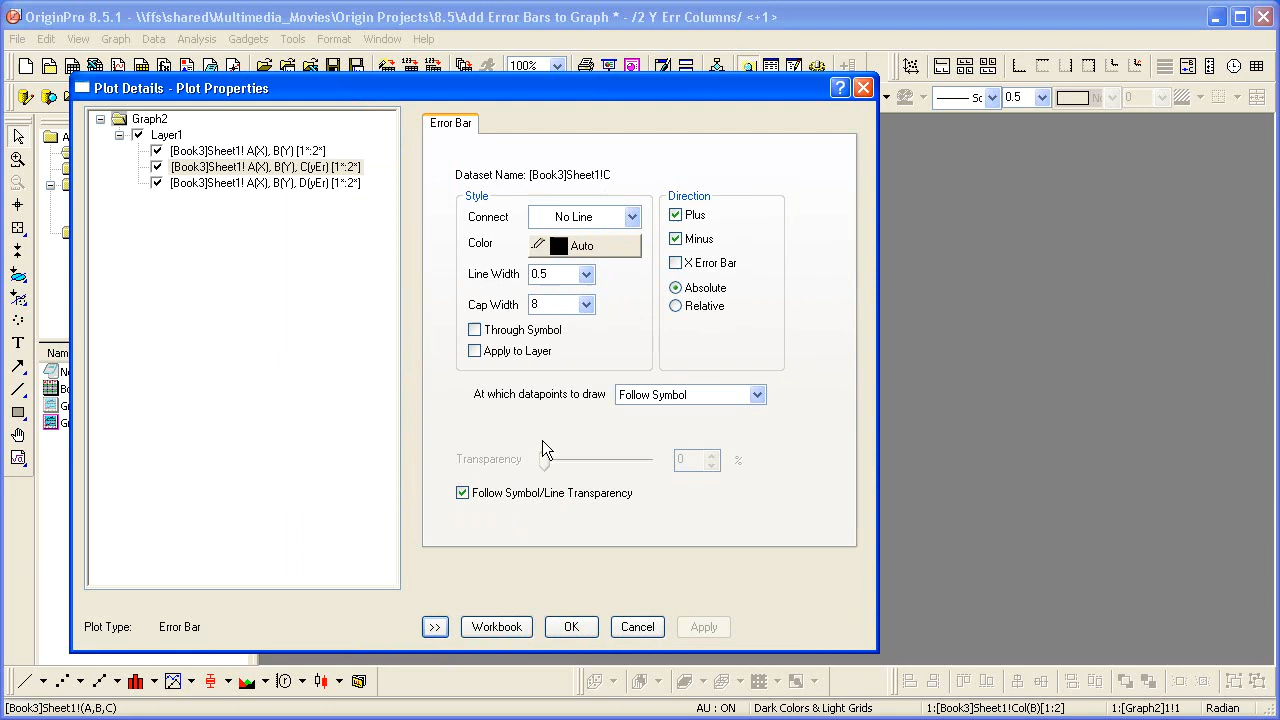 OriginPro 8.5.1 - \\ffs\shared\Multimedia_Movies\Origin Projects\8.5\Add Error Bars to Graph * - /2 Y Err Columns/ <+1>
File Edit View Graph Data Analysis Gadgets Tools Format Window Help
100%
Plot Details - Plot Properties
0.5
0
Graph2
Layer1
[Book3]Sheet1! A(X), B(Y) [1*:2*]
[Book3]Sheet1! A(X), B(Y), C(yEr) [1*:2*]
[Book3]Sheet1! A(X), B(Y), D(yEr) [1*:2*]
Error Bar
Dataset Name: [Book3]Sheet1!C
Style
Connect No Line
Color Auto
Line Width 0.5
Cap Width 8
Through Symbol
Apply to Layer
Direction
Plus
Minus
X Error Bar
Absolute
Relative
At which datapoints to draw Follow Symbol
Transparency 0 %
Follow Symbol/Line Transparency
Plot Type: Error Bar
>> Workbook OK Cancel Apply
[Book3]Sheet1!(A,B,C) AU : ON Dark Colors & Light Grids 1:[Book3]Sheet1!Col(B)[1:2] 1:[Graph2]1!1 Radian